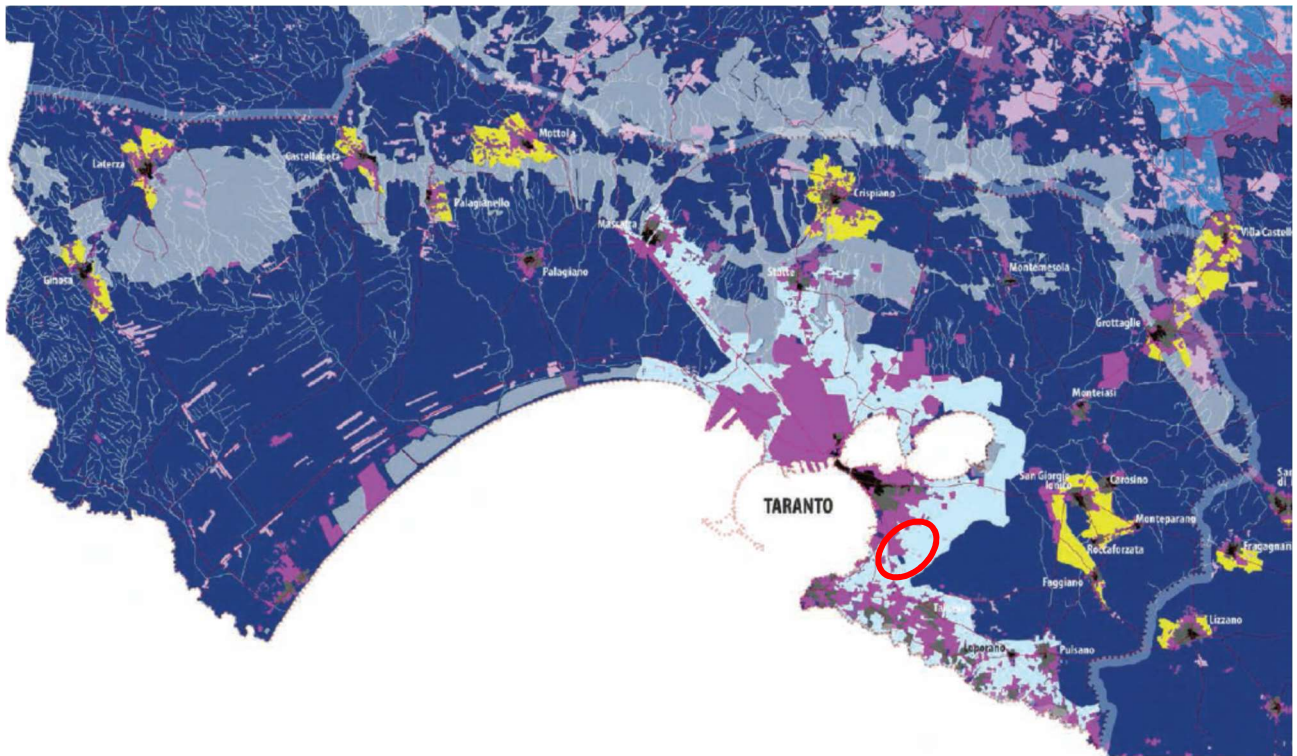 Mottola
Laterza
Castellaneta
Crispiano
Palagianello
Massafra
Villa Castelli
Palagiano
Statte
Montemesola
Ginosa
Grottaglie
Monteiasi
San Giorgio
Ionico
Carosino
TARANTO
Monteparano
Roccaforzata
Faggiano
Lizzano
Leporano
Pulsano